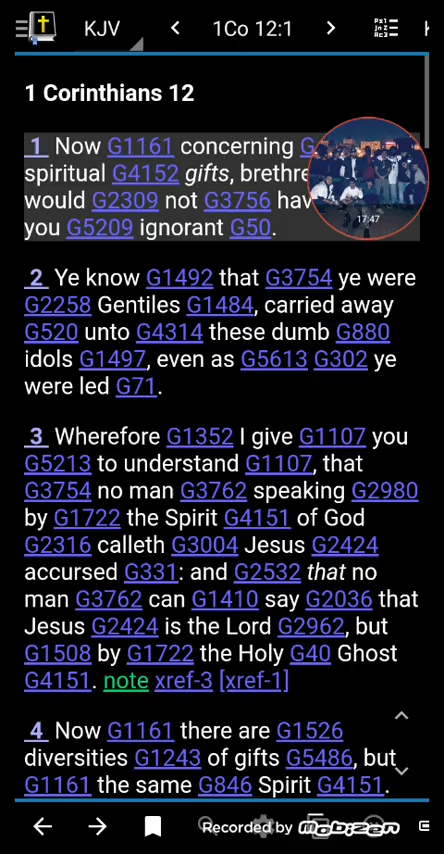 KJV 1Co 12:1
1 Corinthians 12
1 Now G1161 concerning
spiritual G4152 gifts, brethre
would G2309 not G3756 hav
you G5209 ignorant G50.
17:47
2 Ye know G1492 that G3754 ye were
G2258 Gentiles G1484, carried away
G520 unto G4314 these dumb G880
idols G1497, even as G5613 G302 ye
were led G71.
3 Wherefore G1352 I give G1107 you
G5213 to understand G1107, that
G3754 no man G3762 speaking G2980
by G1722 the Spirit G4151 of God
G2316 calleth G3004 Jesus G2424
accursed G331: and G2532 that no
man G3762 can G1410 say G2036 that
Jesus G2424 is the Lord G2962, but
G1508 by G1722 the Holy G40 Ghost
G4151. note xref-3 [xref-1]
4 Now G1161 there are G1526
diversities G1243 of gifts G5486, but
G1161 the same G846 Spirit G4151.
Recorded by Mobizen